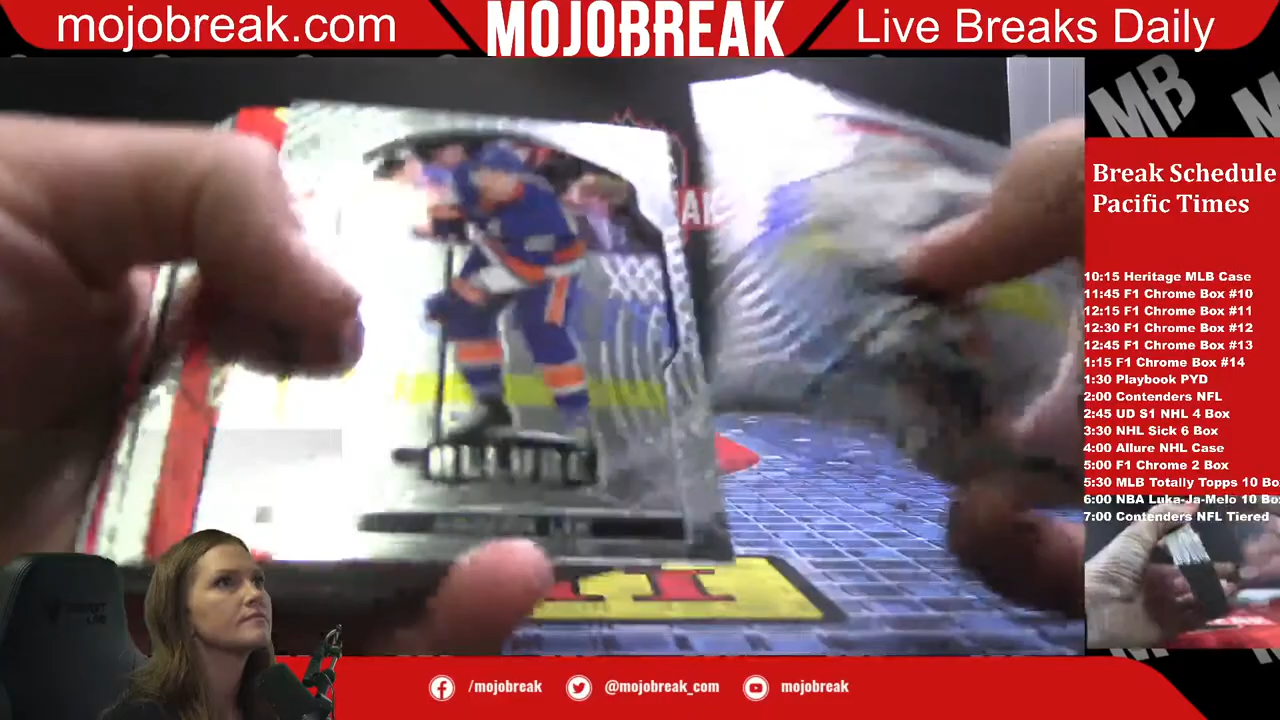 mojobreak.com
MOJOBREAK
Live Breaks Daily
MB
Break Schedule
Pacific Times
10:15 Heritage MLB Case
11:45 F1 Chrome Box #10
12:15 F1 Chrome Box #11
12:30 F1 Chrome Box #12
12:45 F1 Chrome Box #13
1:15 F1 Chrome Box #14
1:30 Playbook PYD
2:00 Contenders NFL
2:45 UD S1 NHL 4 Box
3:30 NHL Sick 6 Box
4:00 Allure NHL Case
5:00 F1 Chrome 2 Box
5:30 MLB Totally Topps 10 Bo
6:00 NBA Luka-Ja-Melo 10 Bo
7:00 Contenders NFL Tiered
/mojobreak
@mojobreak_com
mojobreak